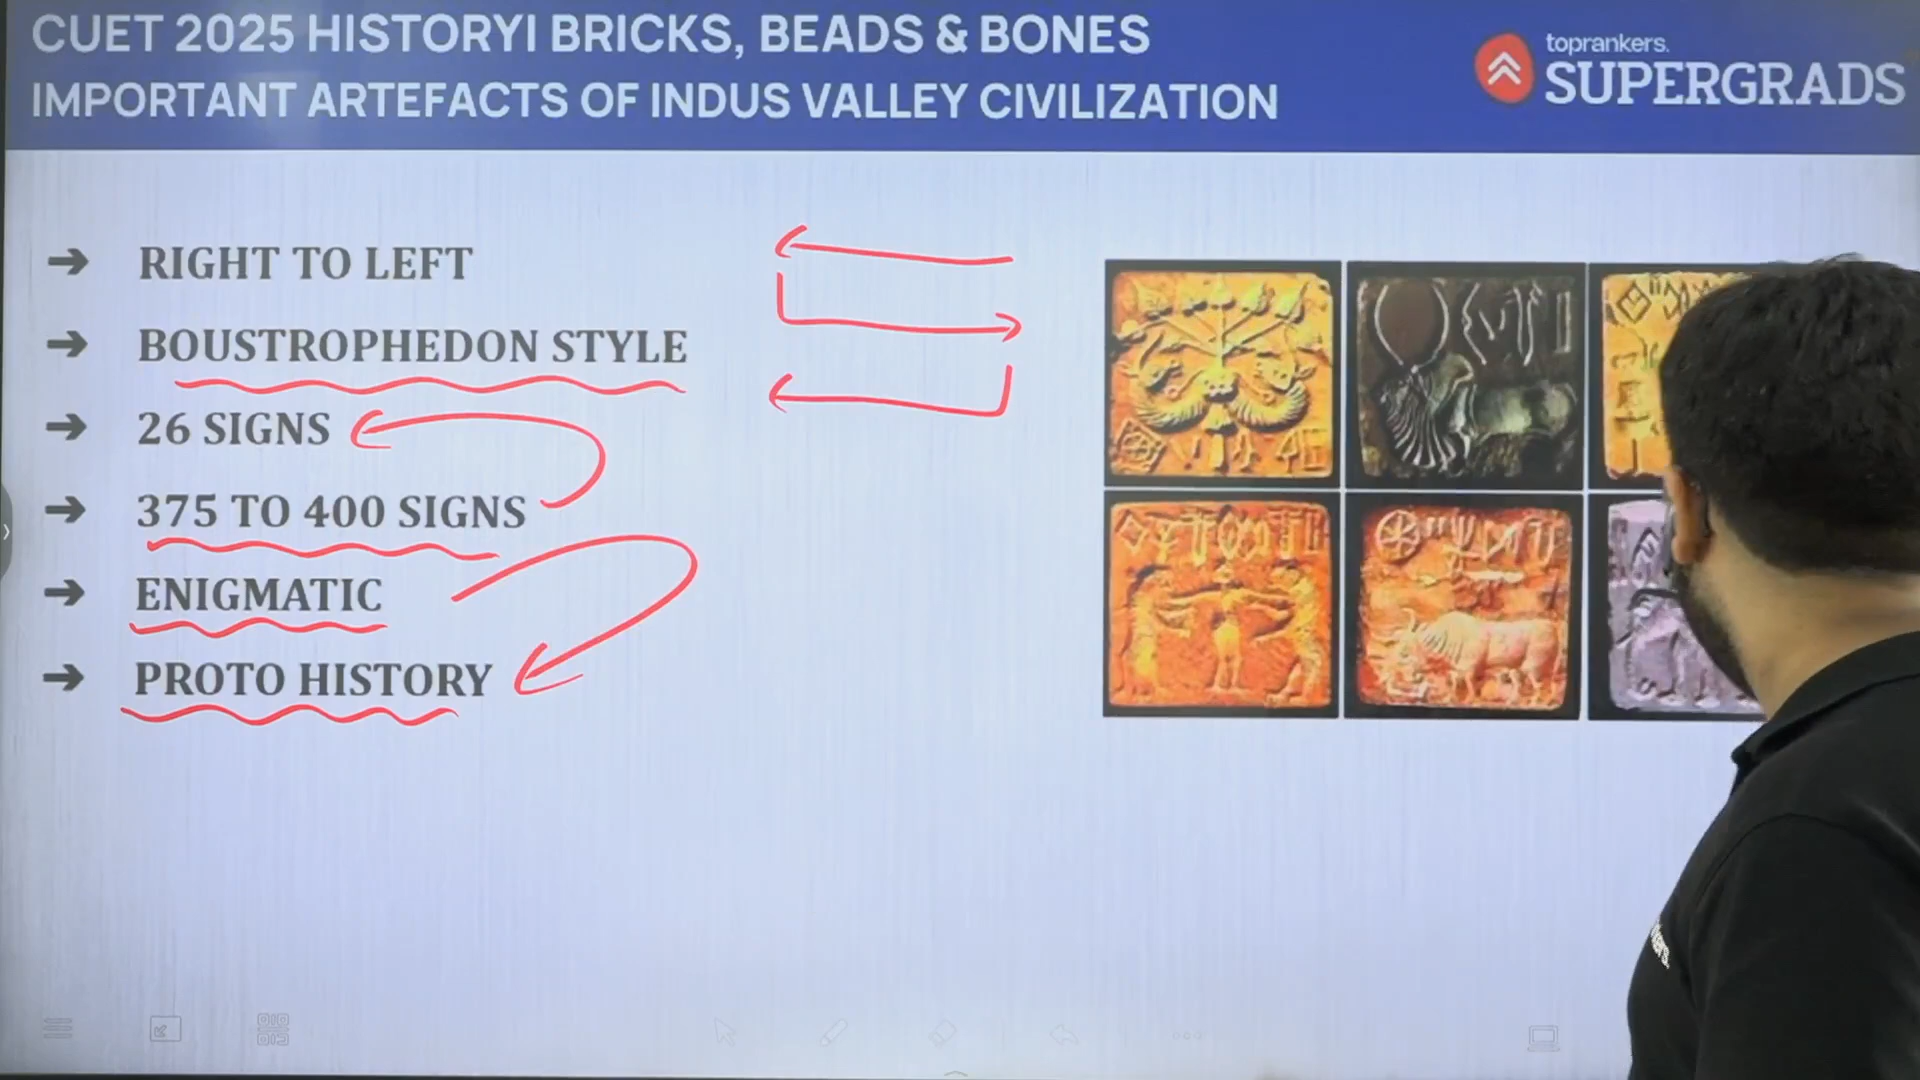 CUET 2025 HISTORYI BRICKS, BEADS & BONES
IMPORTANT ARTEFACTS OF INDUS VALLEY CIVILIZATION
toprankers.
SUPERGRADS
➔ RIGHT TO LEFT
➔ BOUSTROPHEDON STYLE
➔ 26 SIGNS
➔ 375 TO 400 SIGNS
➔ ENIGMATIC
➔ PROTO HISTORY